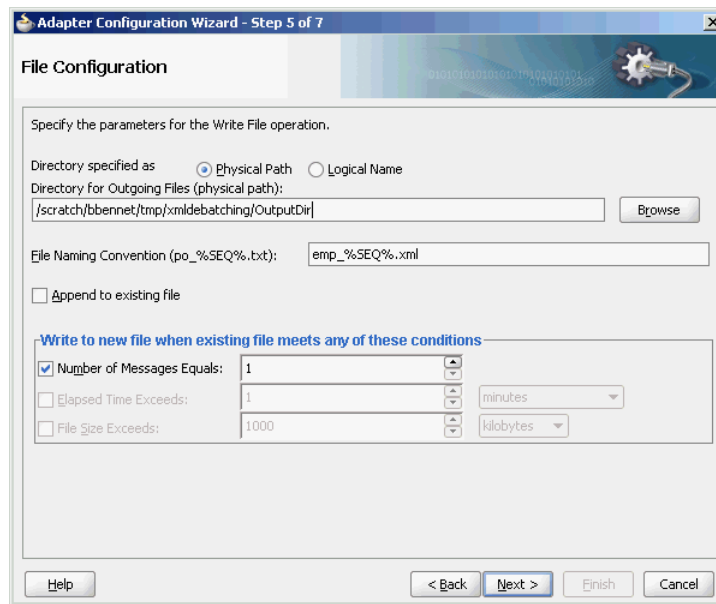 Adapter Configuration Wizard - Step 5 of 7
File Configuration
Specify the parameters for the Write File operation.
Directory specified as Physical Path Logical Name
Directory for Outgoing Files (physical path):
/scratch/bbennet/tmp/xmldebatching/OutputDir Browse
File Naming Convention (po_%SEQ%.txt): emp_%SEQ%.xml
Append to existing file
Write to new file when existing file meets any of these conditions
Number of Messages Equals: 1
Elapsed Time Exceeds: 1 minutes
File Size Exceeds: 1000 kilobytes
Help < Back Next > Finish Cancel